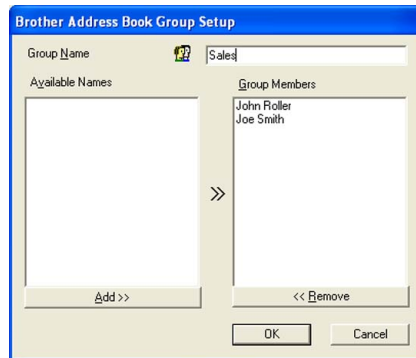 Brother Address Book Group Setup
Group Name
Sales
Available Names
Group Members
John Roller
Joe Smith
>>
Add >>
<< Remove
OK
Cancel